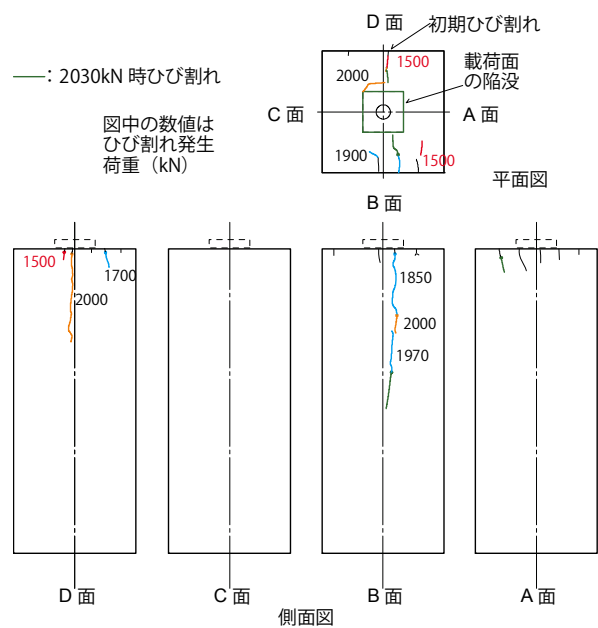 D 面
初期ひび割れ
1500
載荷面
の陥没
：2030kN 時ひび割れ
2000
C 面
A 面
図中の数値は
ひび割れ発生
荷重（kN）
1900
1500
平面図
B 面
1500
1700
2000
1850
2000
1970
D 面
C 面
B 面
A 面
側面図